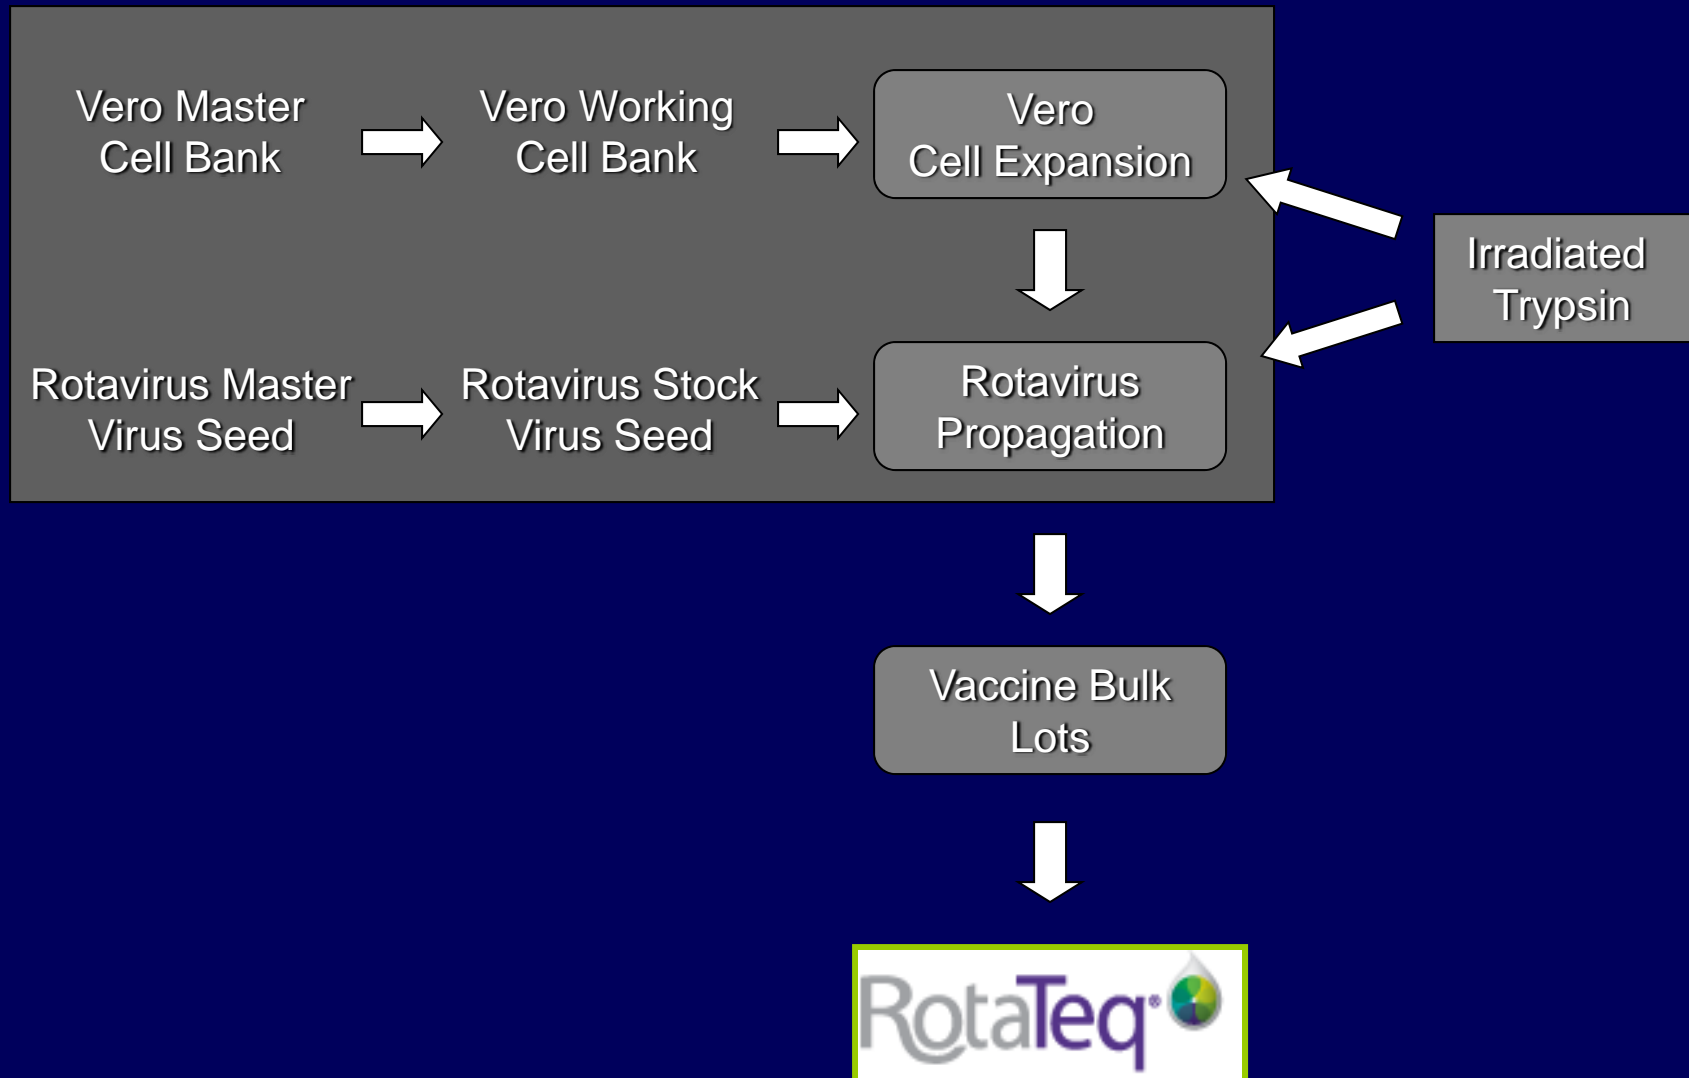 Vero Master
Cell Bank
Vero Working
Cell Bank
Vero
Cell Expansion
Irradiated
Trypsin
Rotavirus Master
Virus Seed
Rotavirus Stock
Virus Seed
Rotavirus
Propagation
Vaccine Bulk
Lots
RotaTeq®